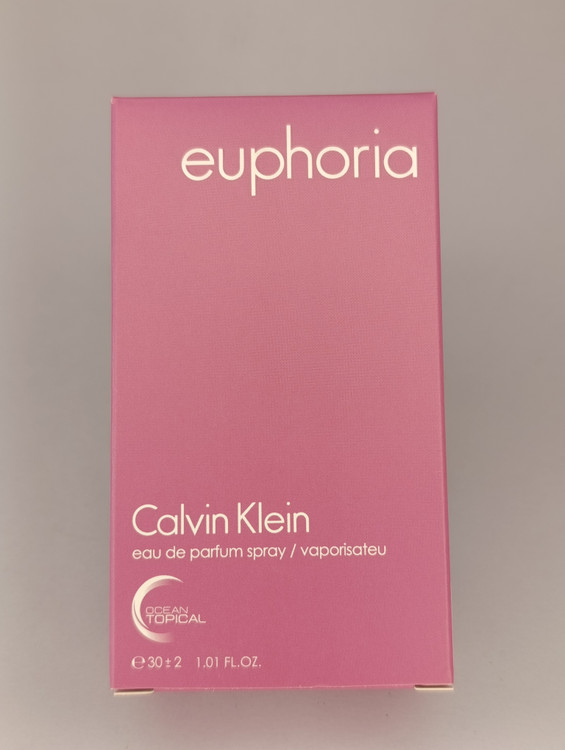 euphoria
Calvin Klein
eau de parfum spray / vaporisateu
OCEAN
TOPICAL
℮30±2 1.01 FL.OZ.